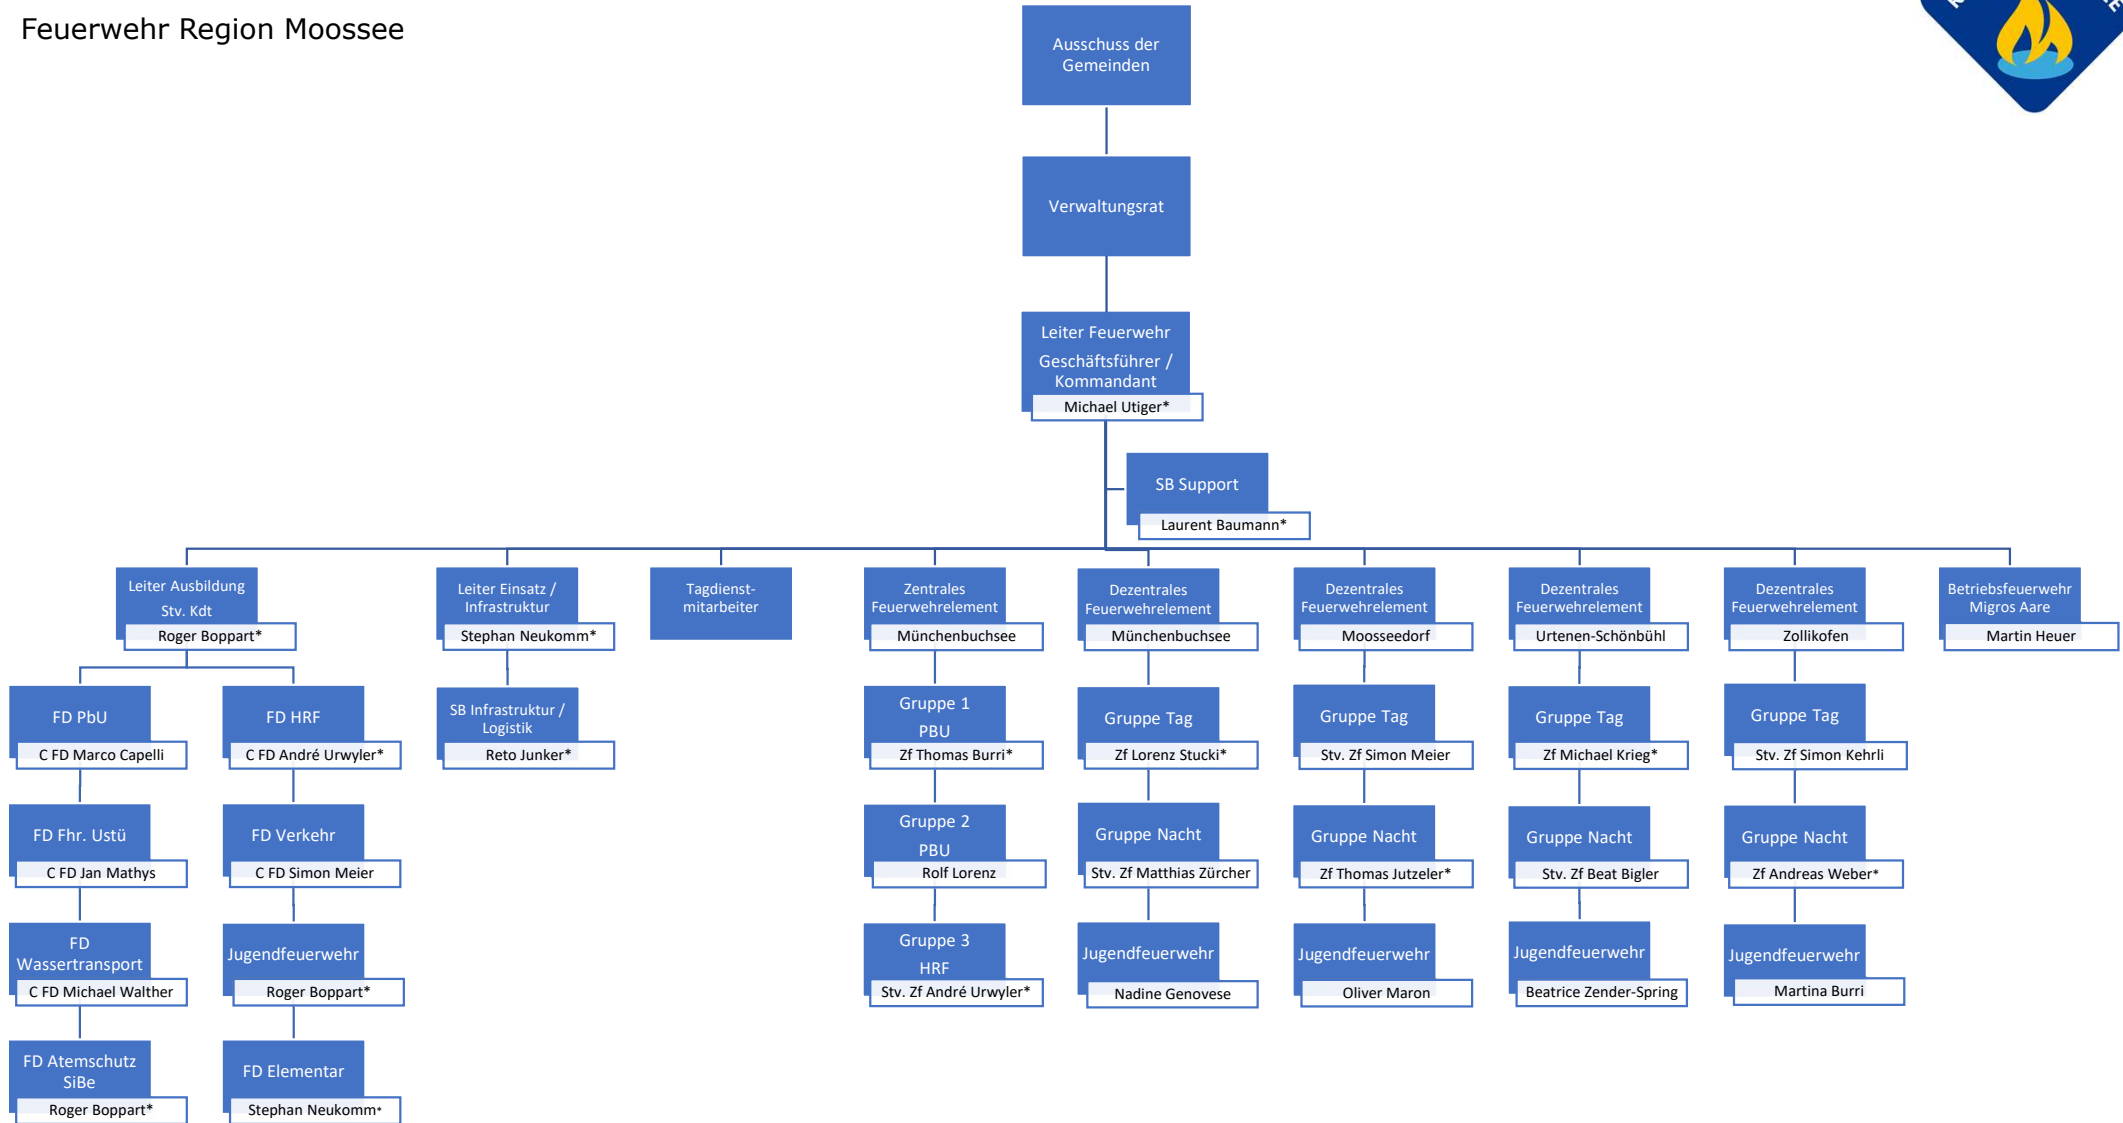 Feuerwehr Region Moossee
Ausschuss der
Gemeinden
Verwaltungsrat
Leiter Feuerwehr
Geschäftsführer /
Kommandant
Michael Utiger*
SB Support
Laurent Baumann*
Leiter Ausbildung
Stv. Kdt
Roger Boppart*
Leiter Einsatz /
Infrastruktur
Stephan Neukomm*
Tagdienst-
mitarbeiter
Zentrales
Feuerwehrelement
Münchenbuchsee
Dezentrales
Feuerwehrelement
Münchenbuchsee
Dezentrales
Feuerwehrelement
Moosseedorf
Dezentrales
Feuerwehrelement
Urtenen-Schönbühl
Dezentrales
Feuerwehrelement
Zollikofen
Betriebsfeuerwehr
Migros Aare
Martin Heuer
FD PbU
C FD Marco Capelli
FD HRF
C FD André Urwyler*
SB Infrastruktur /
Logistik
Reto Junker*
Gruppe 1
PBU
Zf Thomas Burri*
Gruppe Tag
Zf Lorenz Stucki*
Gruppe Tag
Stv. Zf Simon Meier
Gruppe Tag
Zf Michael Krieg*
Gruppe Tag
Stv. Zf Simon Kehrli
FD Fhr. Ustü
C FD Jan Mathys
FD Verkehr
C FD Simon Meier
Gruppe 2
PBU
Rolf Lorenz
Gruppe Nacht
Stv. Zf Matthias Zürcher
Gruppe Nacht
Zf Thomas Jutzeler*
Gruppe Nacht
Stv. Zf Beat Bigler
Gruppe Nacht
Zf Andreas Weber*
FD
Wassertransport
C FD Michael Walther
Jugendfeuerwehr
Roger Boppart*
Gruppe 3
HRF
Stv. Zf André Urwyler*
Jugendfeuerwehr
Nadine Genovese
Jugendfeuerwehr
Oliver Maron
Jugendfeuerwehr
Beatrice Zender-Spring
Jugendfeuerwehr
Martina Burri
FD Atemschutz
SiBe
Roger Boppart*
FD Elementar
Stephan Neukomm*